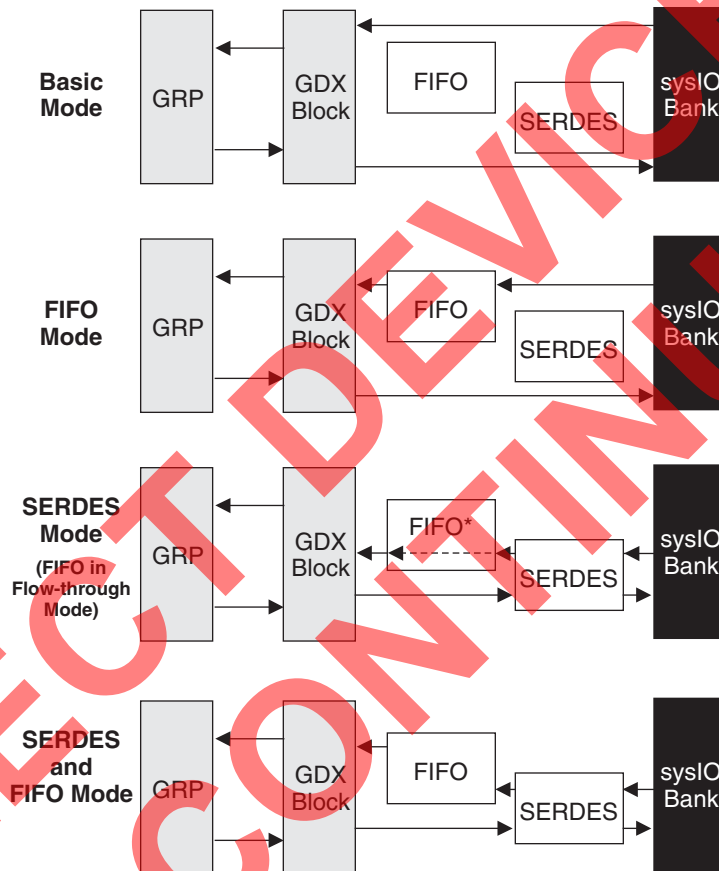 Basic
Mode
GRP
GDX
Block
FIFO
SERDES
sysIO
Bank
FIFO
Mode
GRP
GDX
Block
FIFO
SERDES
sysIO
Bank
SERDES
Mode
(FIFO in
Flow-through
Mode)
GRP
GDX
Block
FIFO*
SERDES
sysIO
Bank
SERDES
and
FIFO Mode
GRP
GDX
Block
FIFO
SERDES
sysIO
Bank